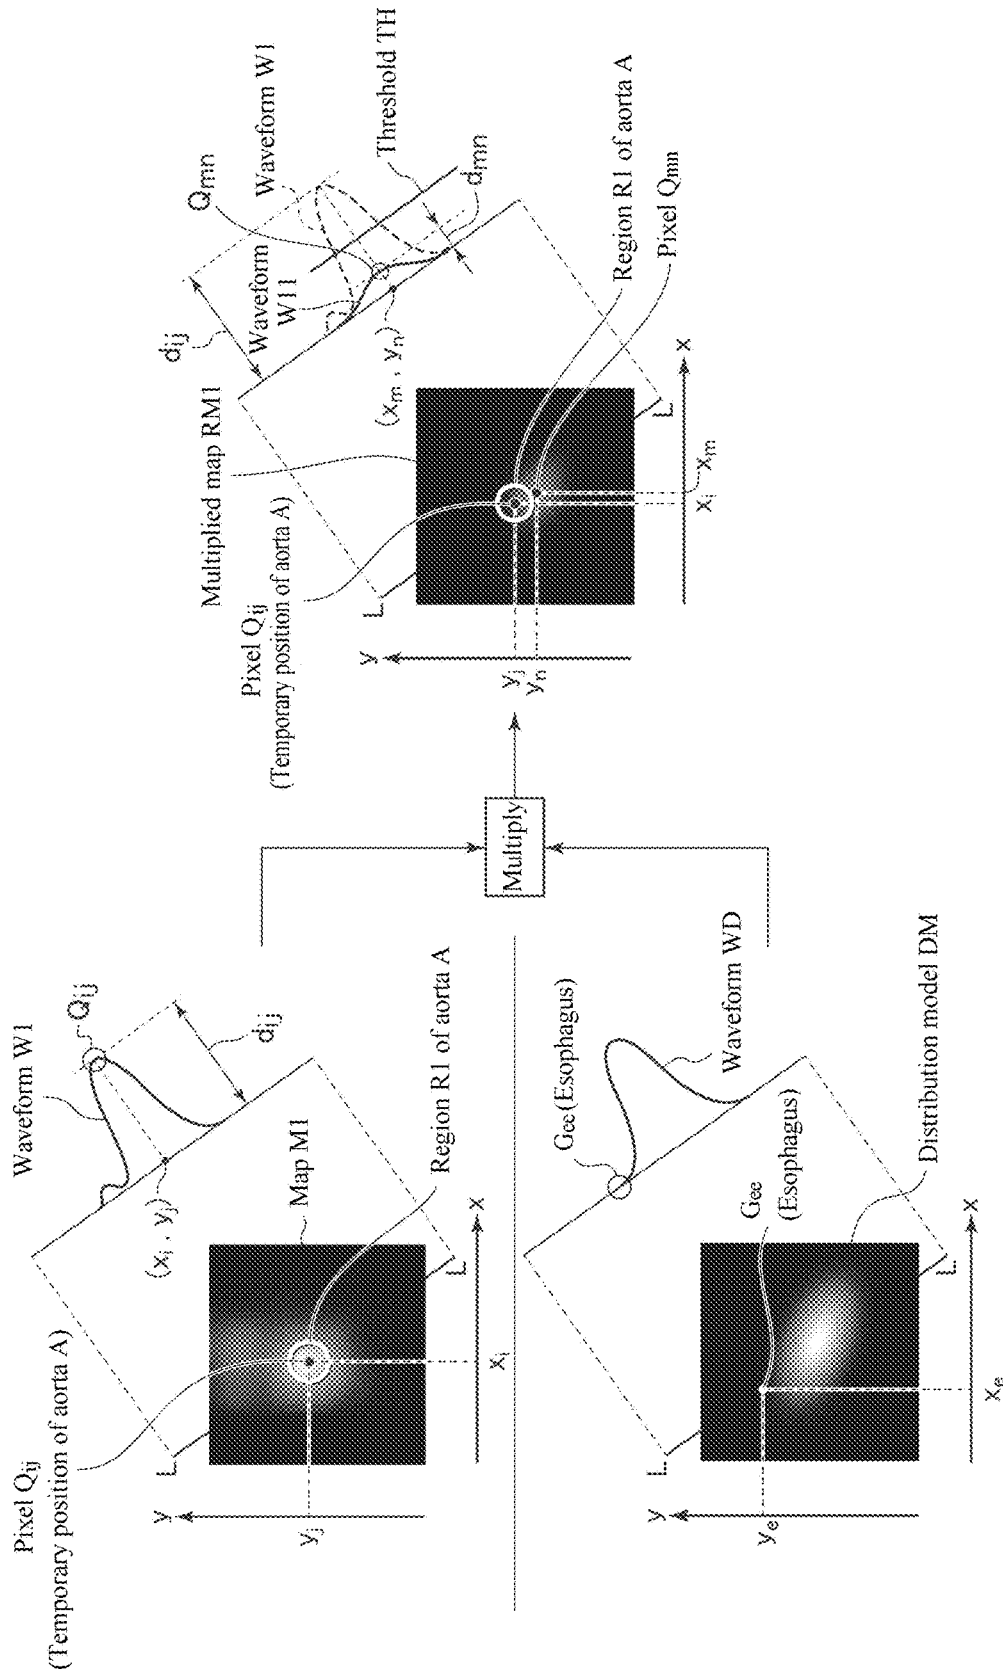 Pixel Qij
(Temporary position of aorta A)
Waveform W1
Qij
dij
(xi , yj)
Map M1
Region R1 of aorta A
L
L
y
yj
xi
x
Gee(Esophagus)
Waveform WD
Gee
(Esophagus)
Distribution model DM
L
L
y
ye
xe
x
Multiply
Pixel Qij
(Temporary position of aorta A)
Multiplied map RM1
dij
Waveform
W11
Qmn
Waveform W1
Threshold TH
dmn
(xm , yn)
Region R1 of aorta A
Pixel Qmn
L
L
y
yj
yn
xi
xm
x